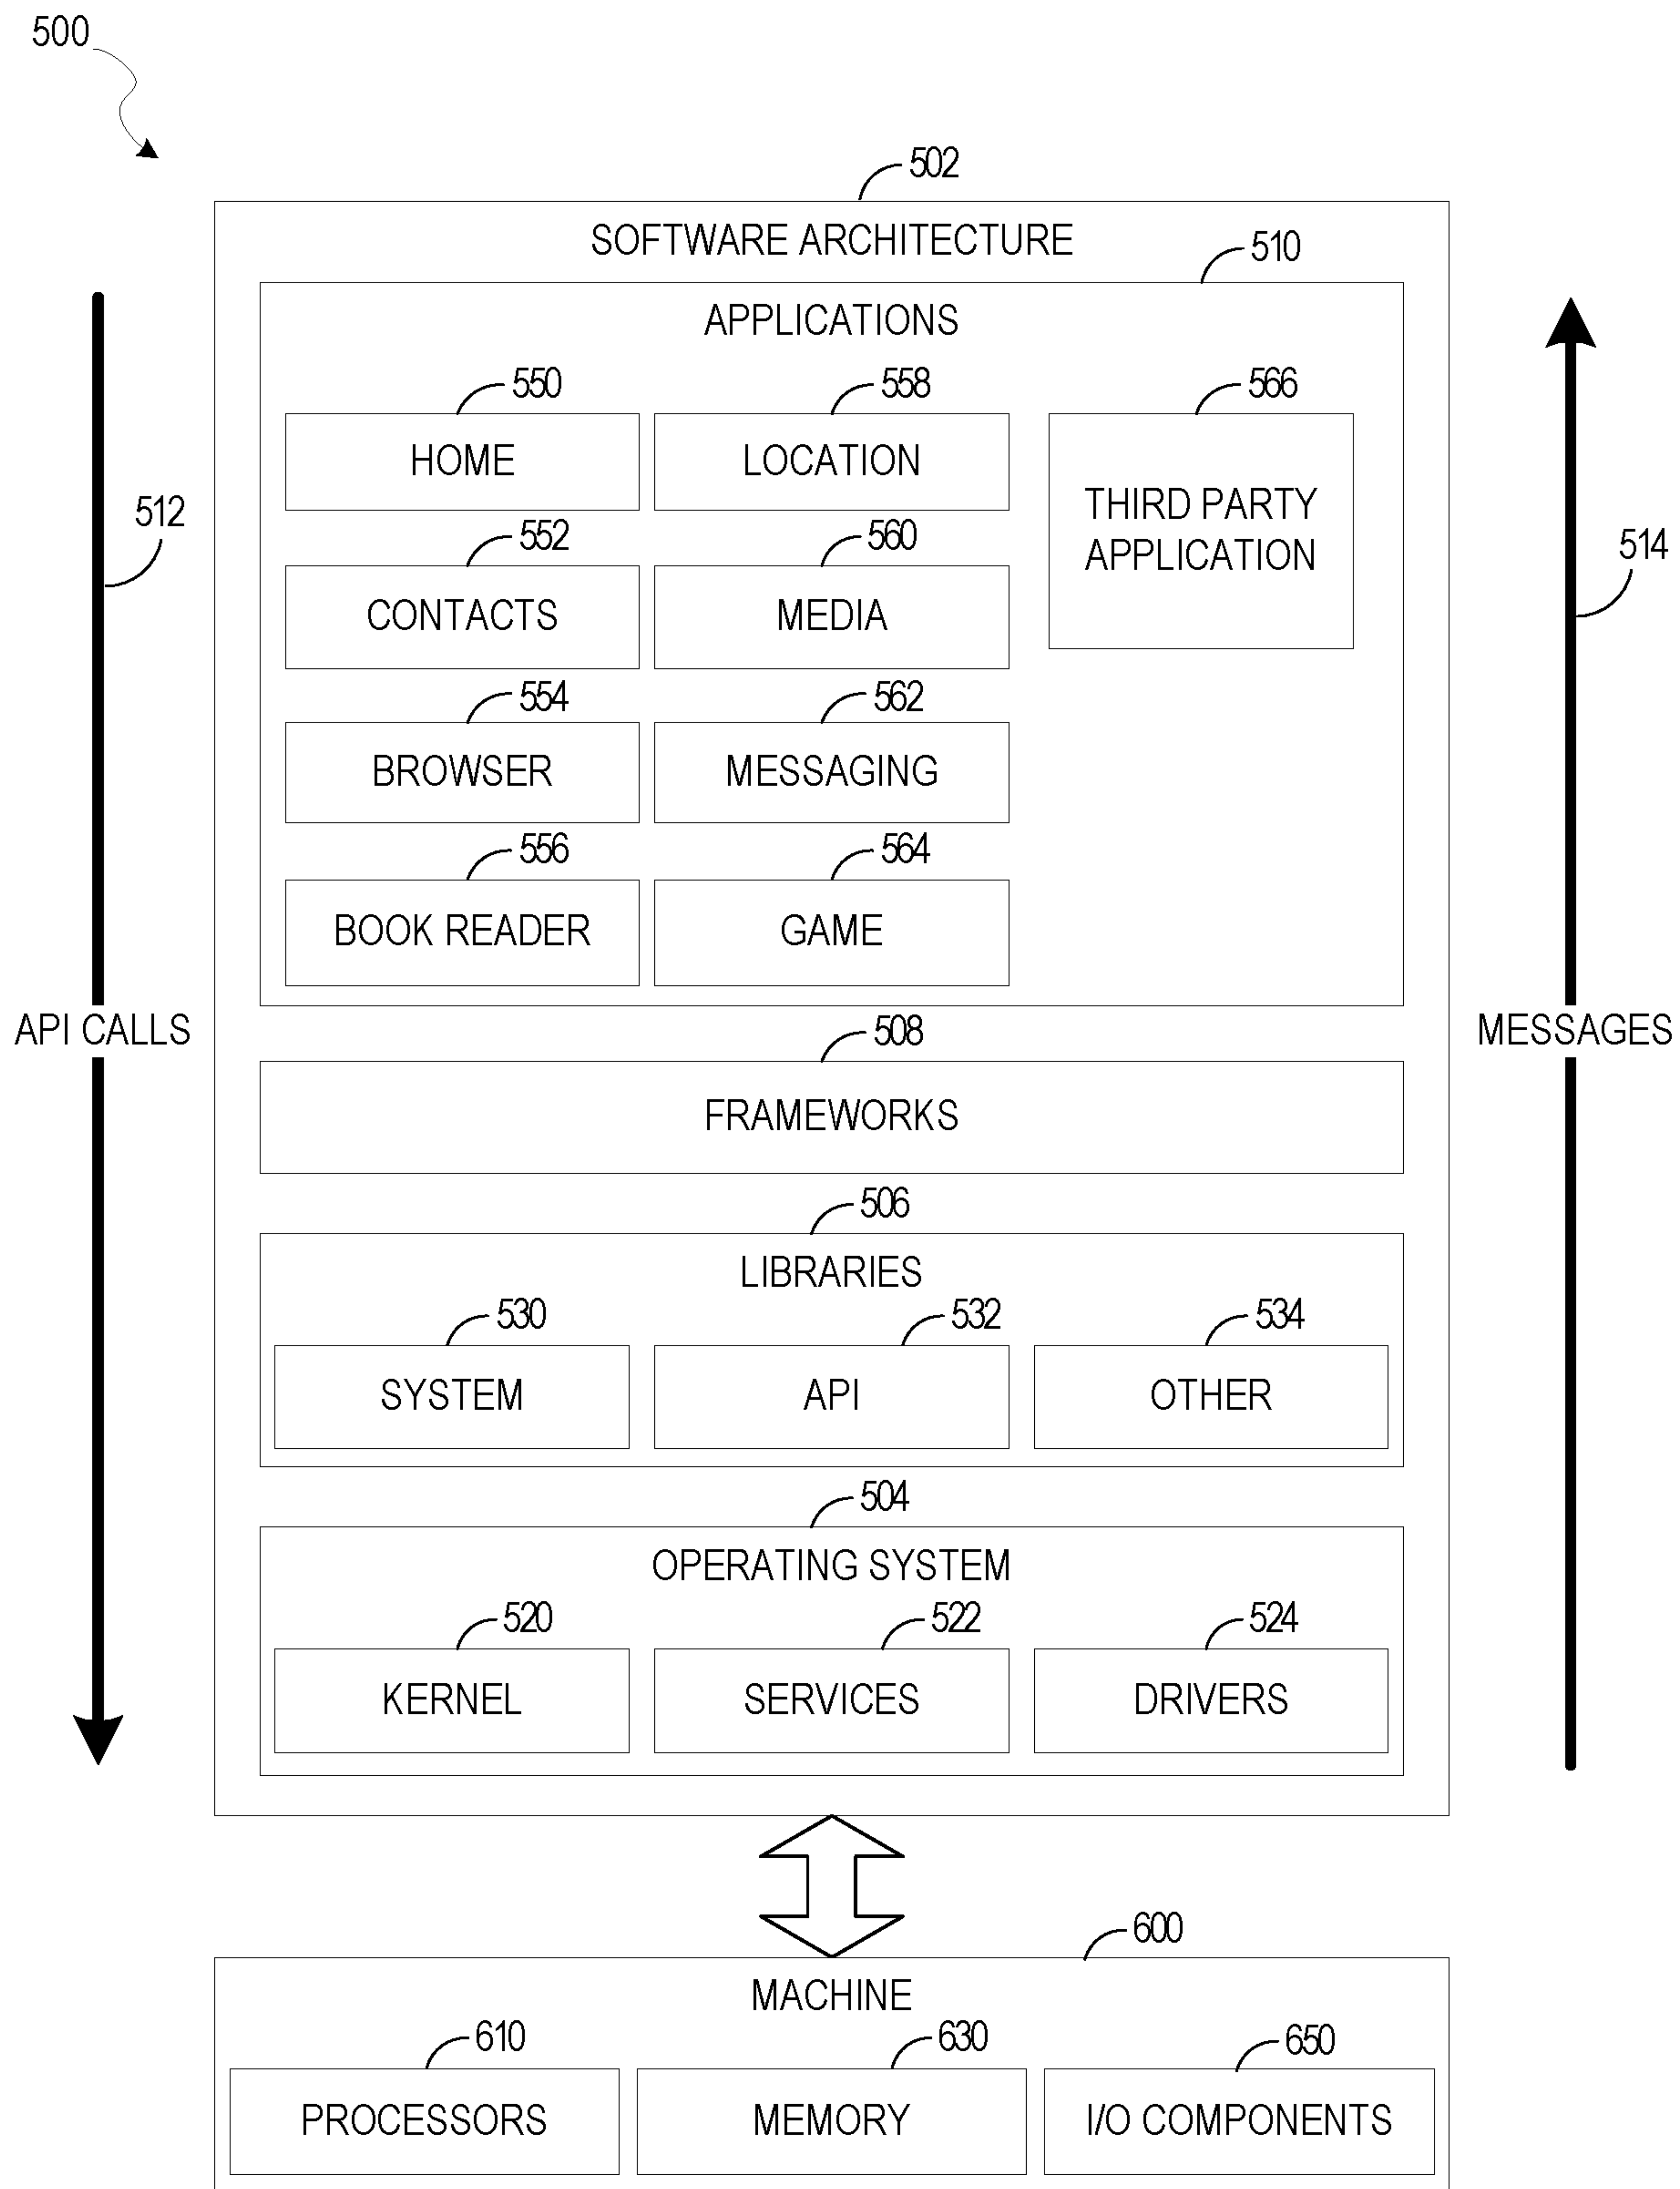 500
502
SOFTWARE ARCHITECTURE
510
APPLICATIONS
550
558
566
HOME
LOCATION
THIRD PARTY
APPLICATION
512
514
552
560
CONTACTS
MEDIA
554
562
BROWSER
MESSAGING
556
564
BOOK READER
GAME
API CALLS
MESSAGES
508
FRAMEWORKS
506
LIBRARIES
530
532
534
SYSTEM
API
OTHER
504
OPERATING SYSTEM
520
522
524
KERNEL
SERVICES
DRIVERS
600
MACHINE
610
630
650
PROCESSORS
MEMORY
I/O COMPONENTS